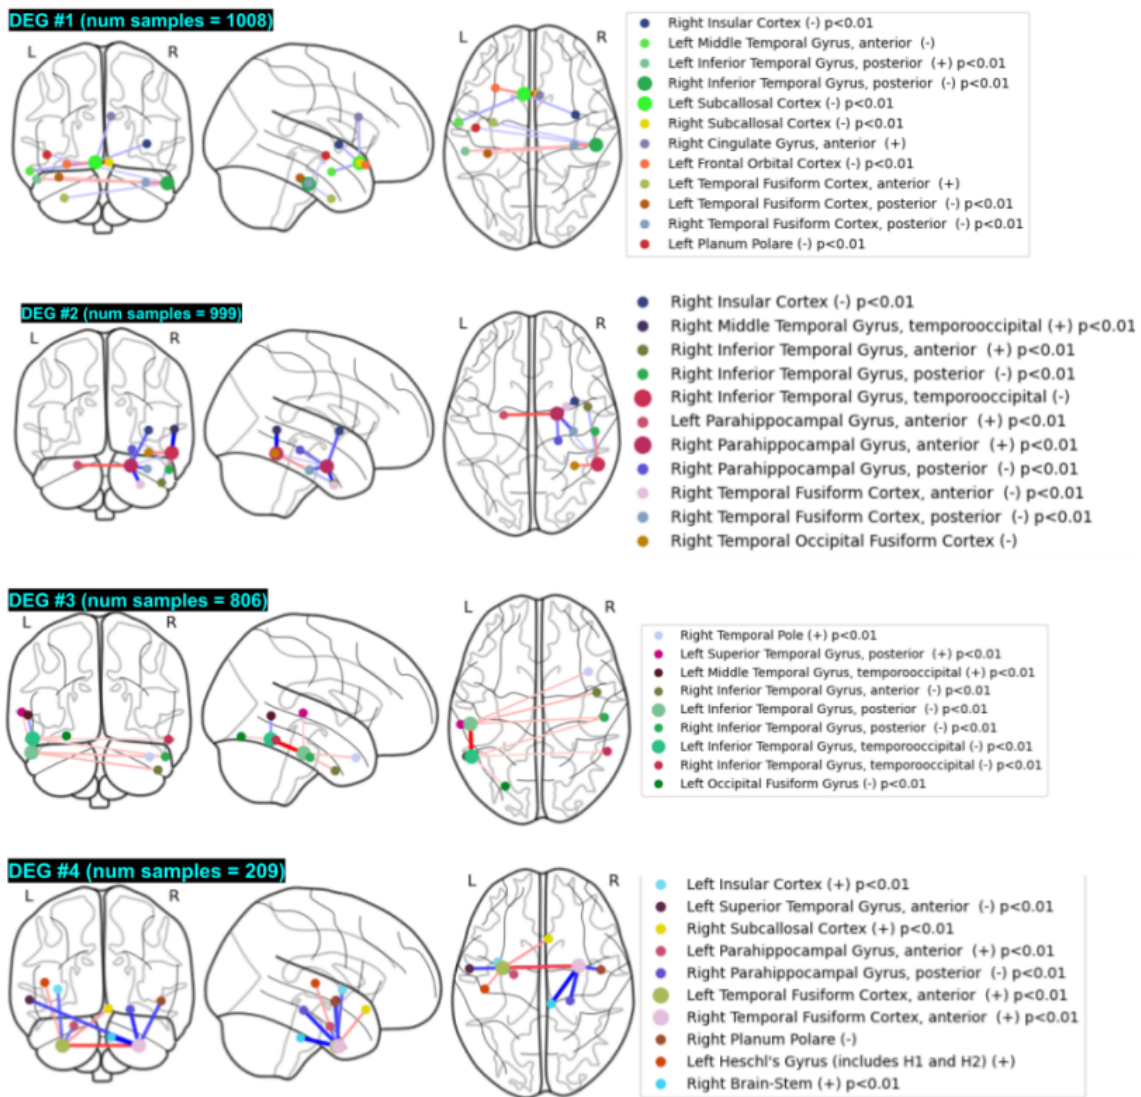 DEG #1 (num samples = 1008)
L R
L
R
Right Insular Cortex (-) p<0.01
Left Middle Temporal Gyrus, anterior (-)
Left Inferior Temporal Gyrus, posterior (+) p<0.01
Right Inferior Temporal Gyrus, posterior (-) p<0.01
Left Subcallosal Cortex (-) p<0.01
Right Subcallosal Cortex (-) p<0.01
Right Cingulate Gyrus, anterior (+)
Left Frontal Orbital Cortex (-) p<0.01
Left Temporal Fusiform Cortex, anterior (+)
Left Temporal Fusiform Cortex, posterior (-) p<0.01
Right Temporal Fusiform Cortex, posterior (-) p<0.01
Left Planum Polare (-) p<0.01
DEG #2 (num samples = 999)
L R
L
R
Right Insular Cortex (-) p<0.01
Right Middle Temporal Gyrus, temporooccipital (+) p<0.01
Right Inferior Temporal Gyrus, anterior (+) p<0.01
Right Inferior Temporal Gyrus, posterior (-) p<0.01
Right Inferior Temporal Gyrus, temporooccipital (-)
Left Parahippocampal Gyrus, anterior (+) p<0.01
Right Parahippocampal Gyrus, anterior (+) p<0.01
Right Parahippocampal Gyrus, posterior (-) p<0.01
Right Temporal Fusiform Cortex, anterior (-) p<0.01
Right Temporal Fusiform Cortex, posterior (-) p<0.01
Right Temporal Occipital Fusiform Cortex (-)
DEG #3 (num samples = 806)
L R
L
R
Right Temporal Pole (+) p<0.01
Left Superior Temporal Gyrus, posterior (+) p<0.01
Left Middle Temporal Gyrus, temporooccipital (+) p<0.01
Right Inferior Temporal Gyrus, anterior (-) p<0.01
Left Inferior Temporal Gyrus, posterior (-) p<0.01
Right Inferior Temporal Gyrus, posterior (-) p<0.01
Left Inferior Temporal Gyrus, temporooccipital (-) p<0.01
Right Inferior Temporal Gyrus, temporooccipital (-) p<0.01
Left Occipital Fusiform Gyrus (-) p<0.01
DEG #4 (num samples = 209)
L R
L
R
Left Insular Cortex (+) p<0.01
Left Superior Temporal Gyrus, anterior (-) p<0.01
Right Subcallosal Cortex (+) p<0.01
Left Parahippocampal Gyrus, anterior (+) p<0.01
Right Parahippocampal Gyrus, posterior (-) p<0.01
Left Temporal Fusiform Cortex, anterior (+) p<0.01
Right Temporal Fusiform Cortex, anterior (+) p<0.01
Right Planum Polare (-)
Left Heschl's Gyrus (includes H1 and H2) (+)
Right Brain-Stem (+) p<0.01